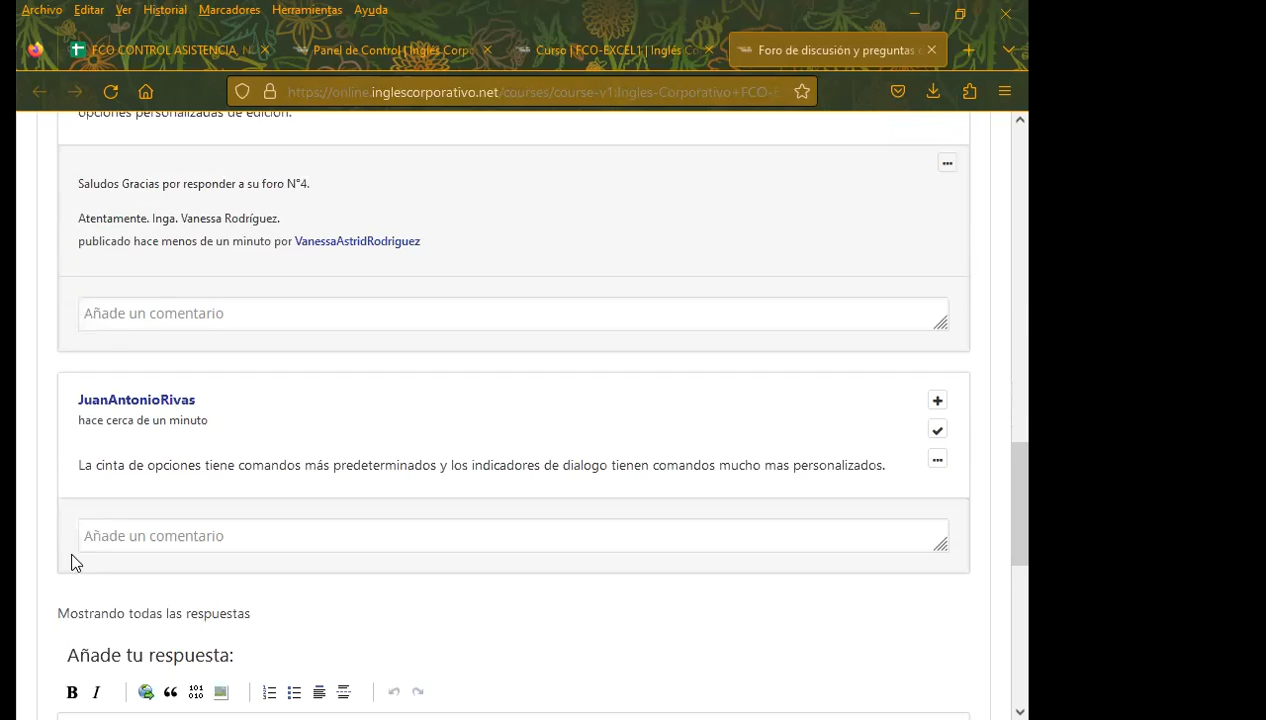 Archivo Editar Ver Historial Marcadores Herramientas Ayuda
FCO CONTROL ASISTENCIA, N
Panel de Control | Inglés Corpo
Curso | FCO-EXCEL1 | Inglés Co
Foro de discusión y preguntas
https://online.inglescorporativo.net/courses/course-v1:Ingles-Corporativo+FCO-E
opciones personalizadas de edición.
Saludos Gracias por responder a su foro N°4.
Atentamente. Inga. Vanessa Rodríguez.
publicado hace menos de un minuto por VanessaAstridRodriguez
Añade un comentario
JuanAntonioRivas
hace cerca de un minuto
La cinta de opciones tiene comandos más predeterminados y los indicadores de dialogo tienen comandos mucho mas personalizados.
Añade un comentario
Mostrando todas las respuestas
Añade tu respuesta:
B I 101 010